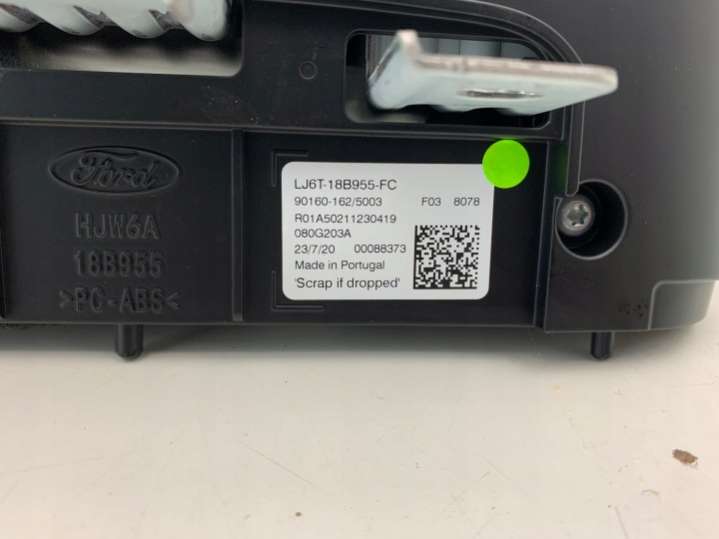 Ford
HJW6A
18B955
>PC-ABS<
LJ6T-18B955-FC
90160-162/5003 F03 8078
R01A50211230419
080G203A
23/7/20 00088373
Made in Portugal
'Scrap if dropped'